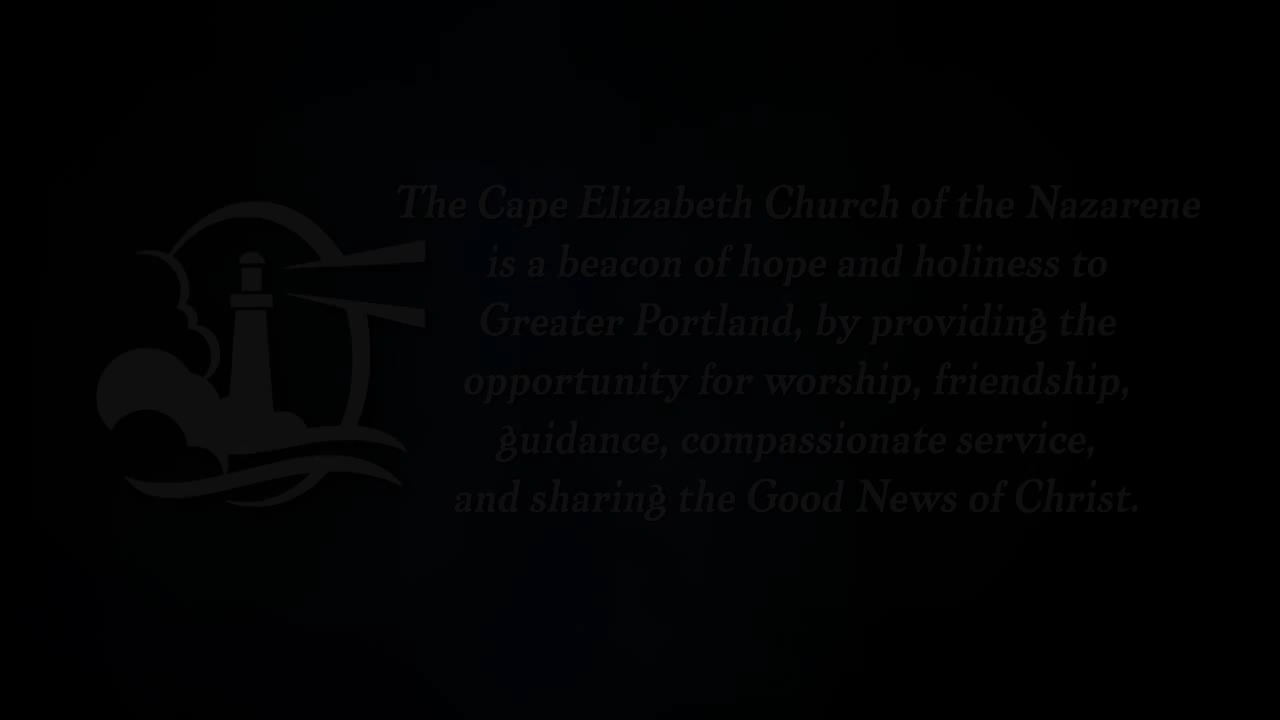 The Cape Elizabeth Church of the Nazarene
is a beacon of hope and holiness to
Greater Portland, by providing the
opportunity for worship, friendship,
guidance, compassionate service,
and sharing the Good News of Christ.